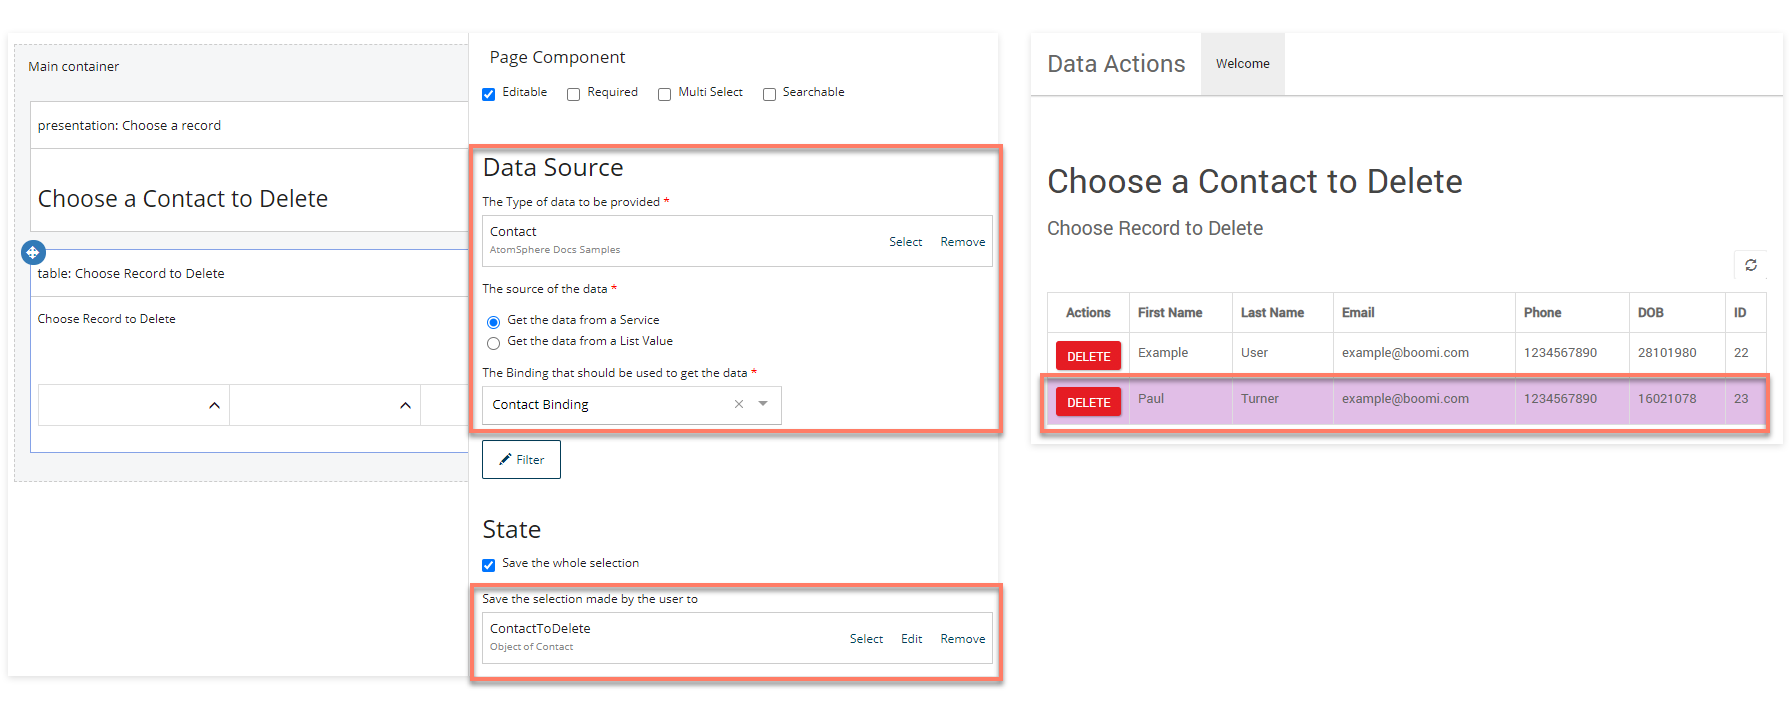 Main container
presentation: Choose a record
Choose a Contact to Delete
table: Choose Record to Delete
Choose Record to Delete
Page Component
Editable Required Multi Select Searchable
Data Source
The Type of data to be provided *
Contact
AtomSphere Docs Samples
Select Remove
The source of the data *
Get the data from a Service
Get the data from a List Value
The Binding that should be used to get the data *
Contact Binding
Filter
State
Save the whole selection
Save the selection made by the user to
ContactToDelete
Object of Contact
Select Edit Remove
Data Actions Welcome
Choose a Contact to Delete
Choose Record to Delete
Actions First Name Last Name Email Phone DOB ID
DELETE Example User example@boomi.com 1234567890 28101980 22
DELETE Paul Turner example@boomi.com 1234567890 16021078 23